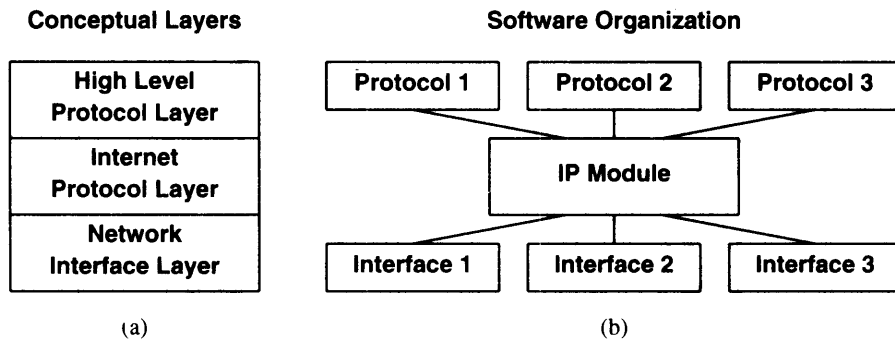 Conceptual Layers
Software Organization
High Level
Protocol Layer
Internet
Protocol Layer
Network
Interface Layer
(a)
Protocol 1
Protocol 2
Protocol 3
IP Module
Interface 1
Interface 2
Interface 3
(b)